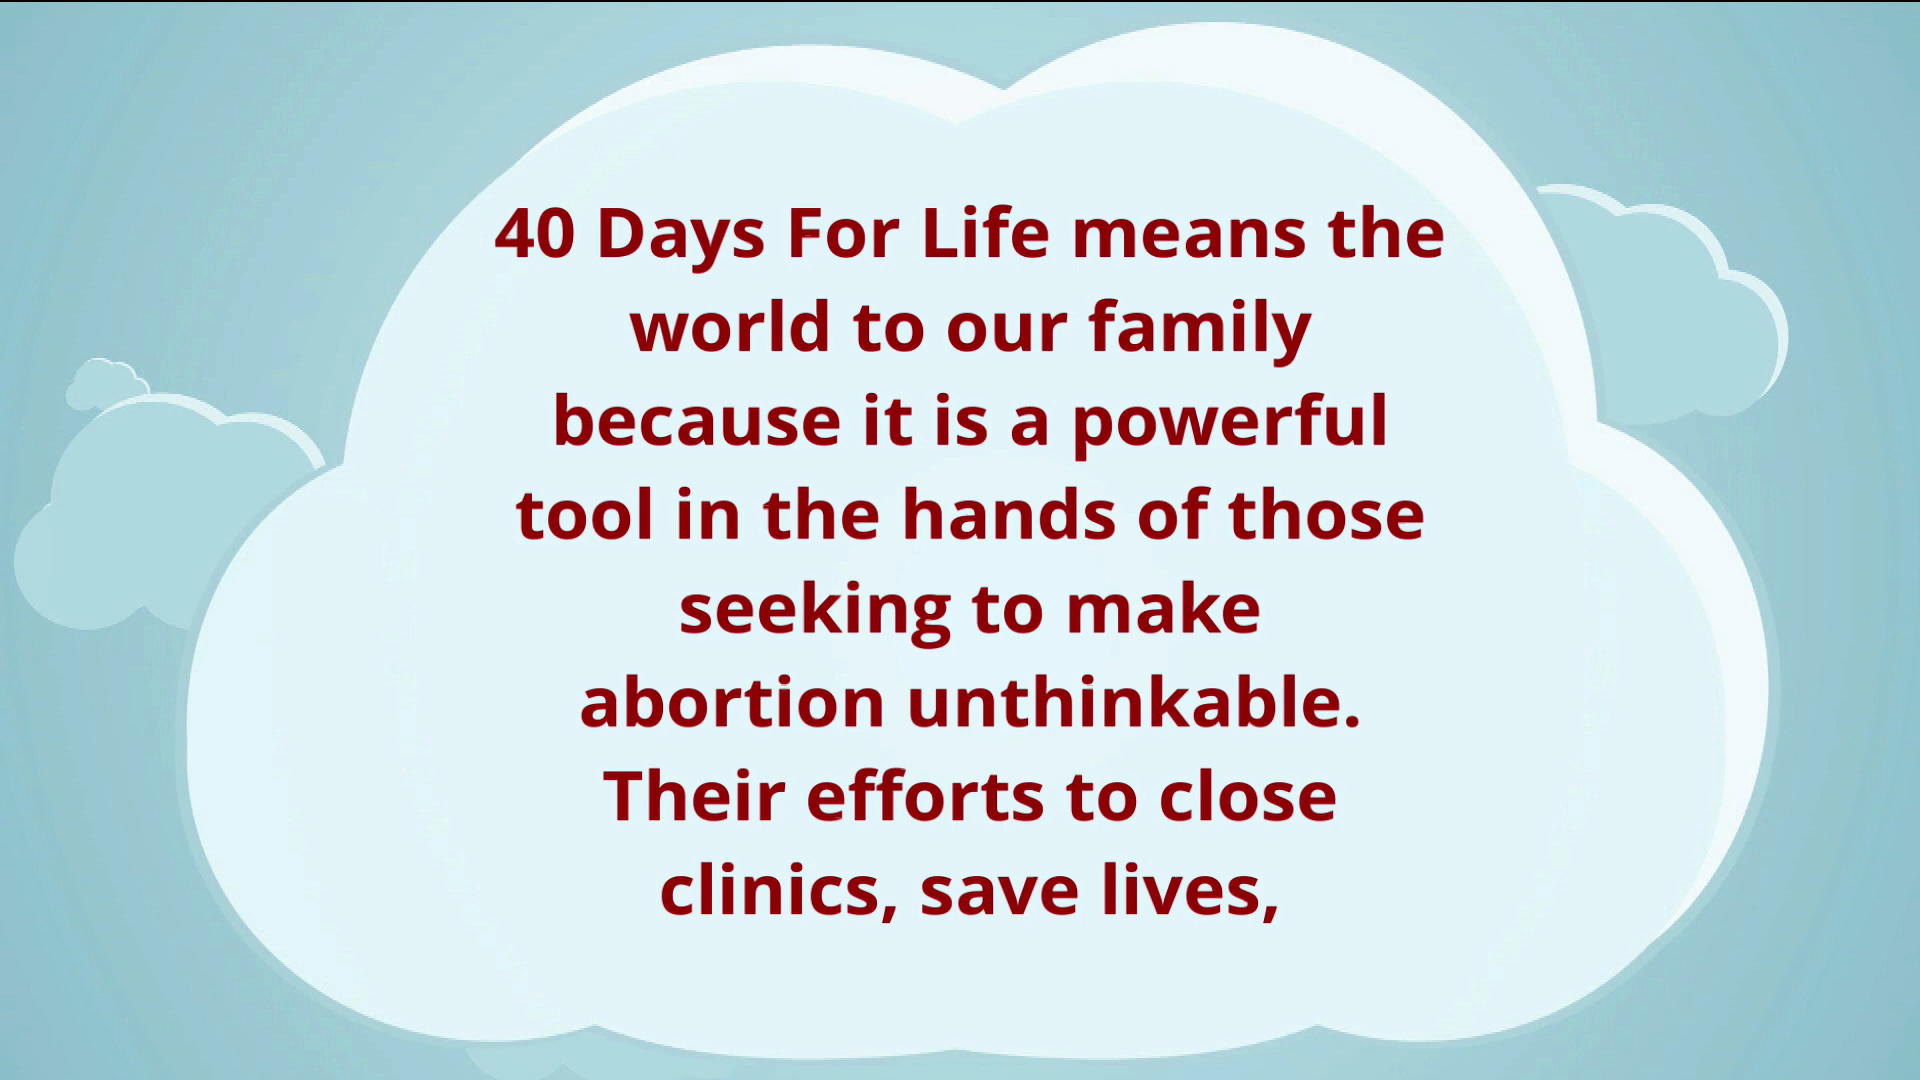 40 Days For Life means the
world to our family
because it is a powerful
tool in the hands of those
seeking to make
abortion unthinkable.
Their efforts to close
clinics, save lives,